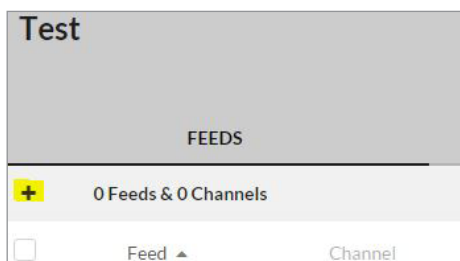 Test
FEEDS
+ 0 Feeds & 0 Channels
Feed ▲ Channel